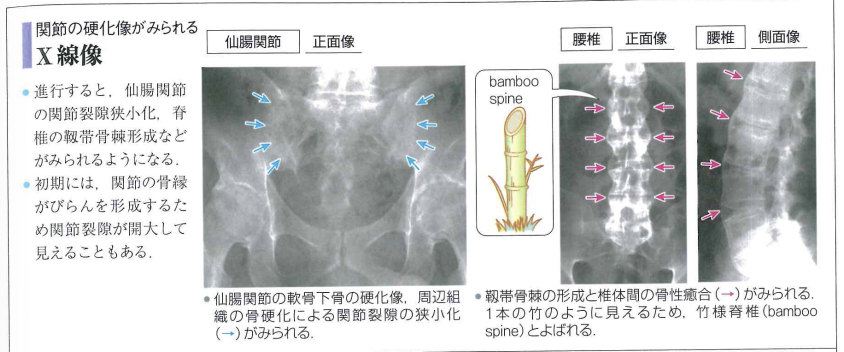 関節の硬化像がみられる
X線像
● 進行すると，仙腸関節
の関節裂隙狭小化，脊
椎の靱帯骨棘形成など
がみられるようになる．
● 初期には，関節の骨縁
がびらんを形成するた
め関節裂隙が開大して
見えることもある．
仙腸関節 正面像
● 仙腸関節の軟骨下骨の硬化像，周辺組
織の骨硬化による関節裂隙の狭小化
(→)がみられる．
腰椎 正面像
腰椎 側面像
bamboo
spine
● 靱帯骨棘の形成と椎体間の骨性癒合(→)がみられる．
1本の竹のように見えるため，竹様脊椎(bamboo
spine)とよばれる．